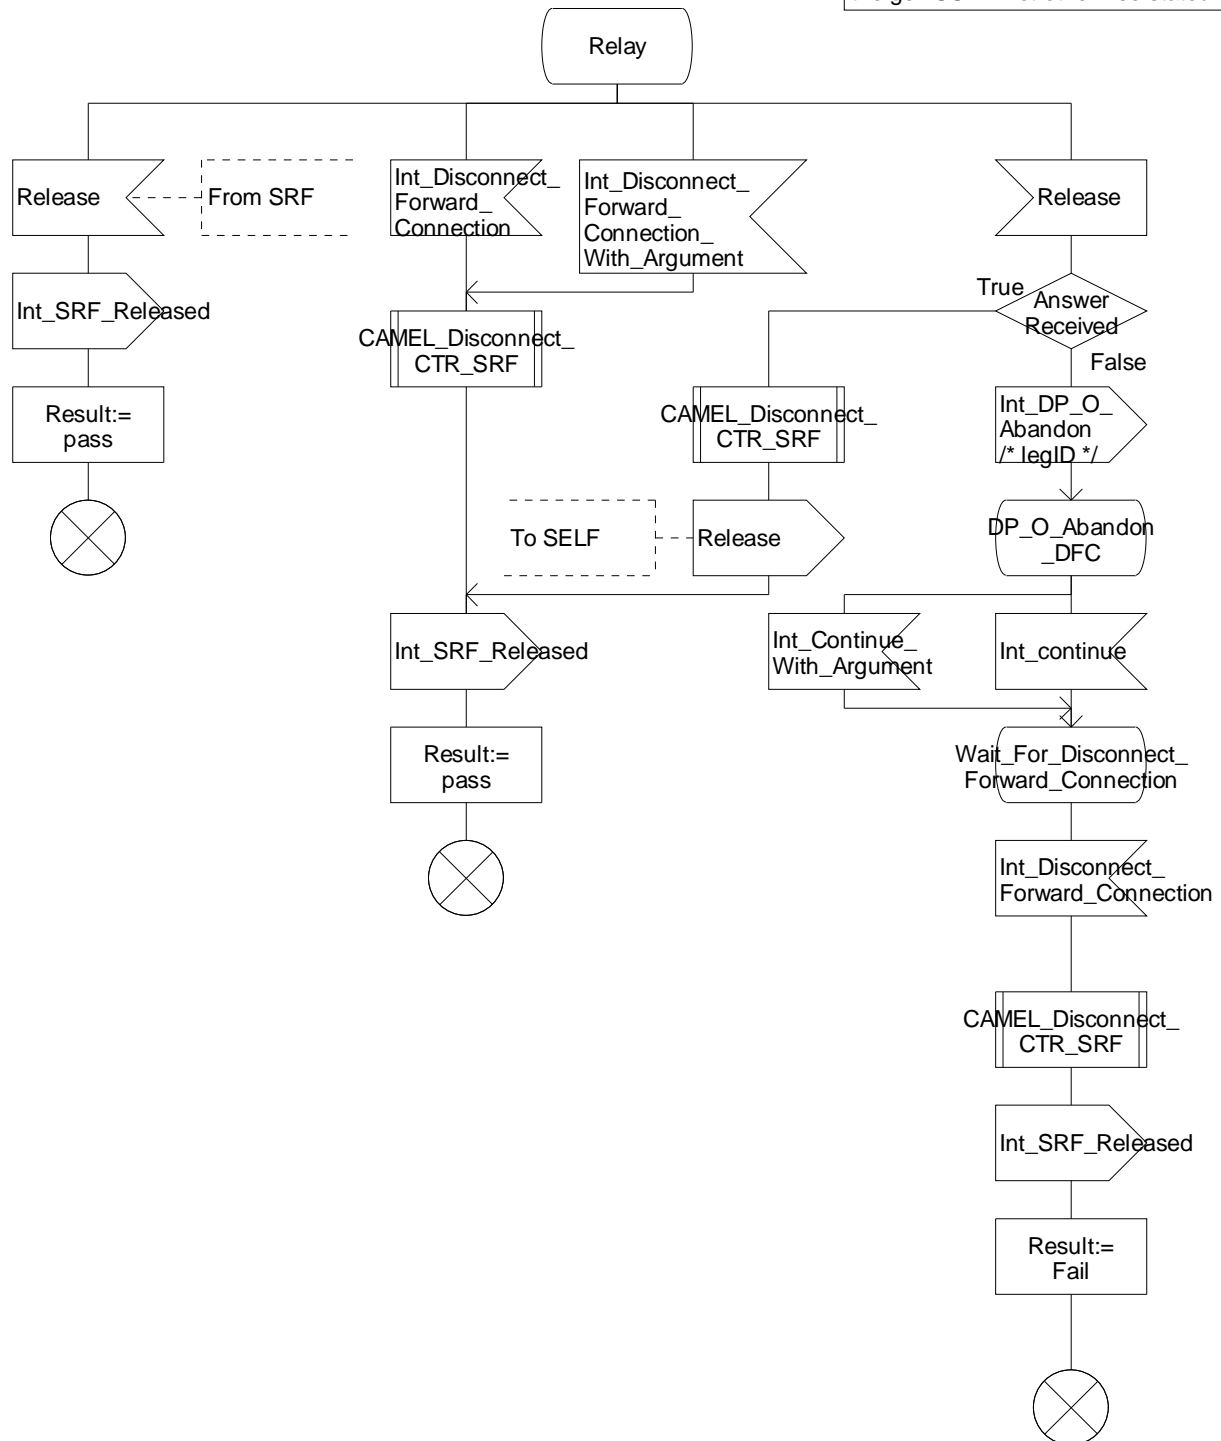 Relay
Release
From SRF
Int_Disconnect_
Forward_
Connection
Int_Disconnect_
Forward_
Connection_
With_Argument
Release
Int_SRF_Released
True
Answer
Received
False
CAMEL_Disconnect_
CTR_SRF
Result:=
pass
CAMEL_Disconnect_
CTR_SRF
Int_DP_O_
Abandon
/* legID */
To SELF
Release
DP_O_Abandon
_DFC
Int_SRF_Released
Int_Continue_
With_Argument
Int_continue
Result:=
pass
Wait_For_Disconnect_
Forward_Connection
Int_Disconnect_
Forward_Connection
CAMEL_Disconnect_
CTR_SRF
Int_SRF_Released
Result:=
Fail